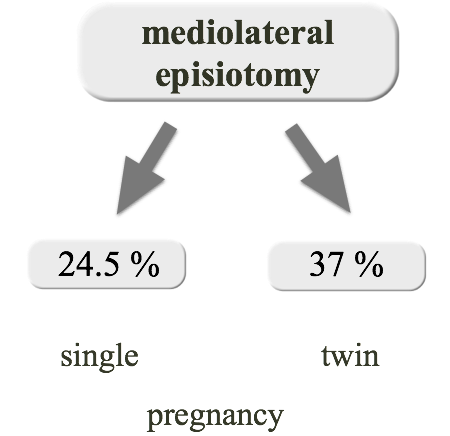 mediolateral
episiotomy
24.5 % 37 %
single twin
pregnancy